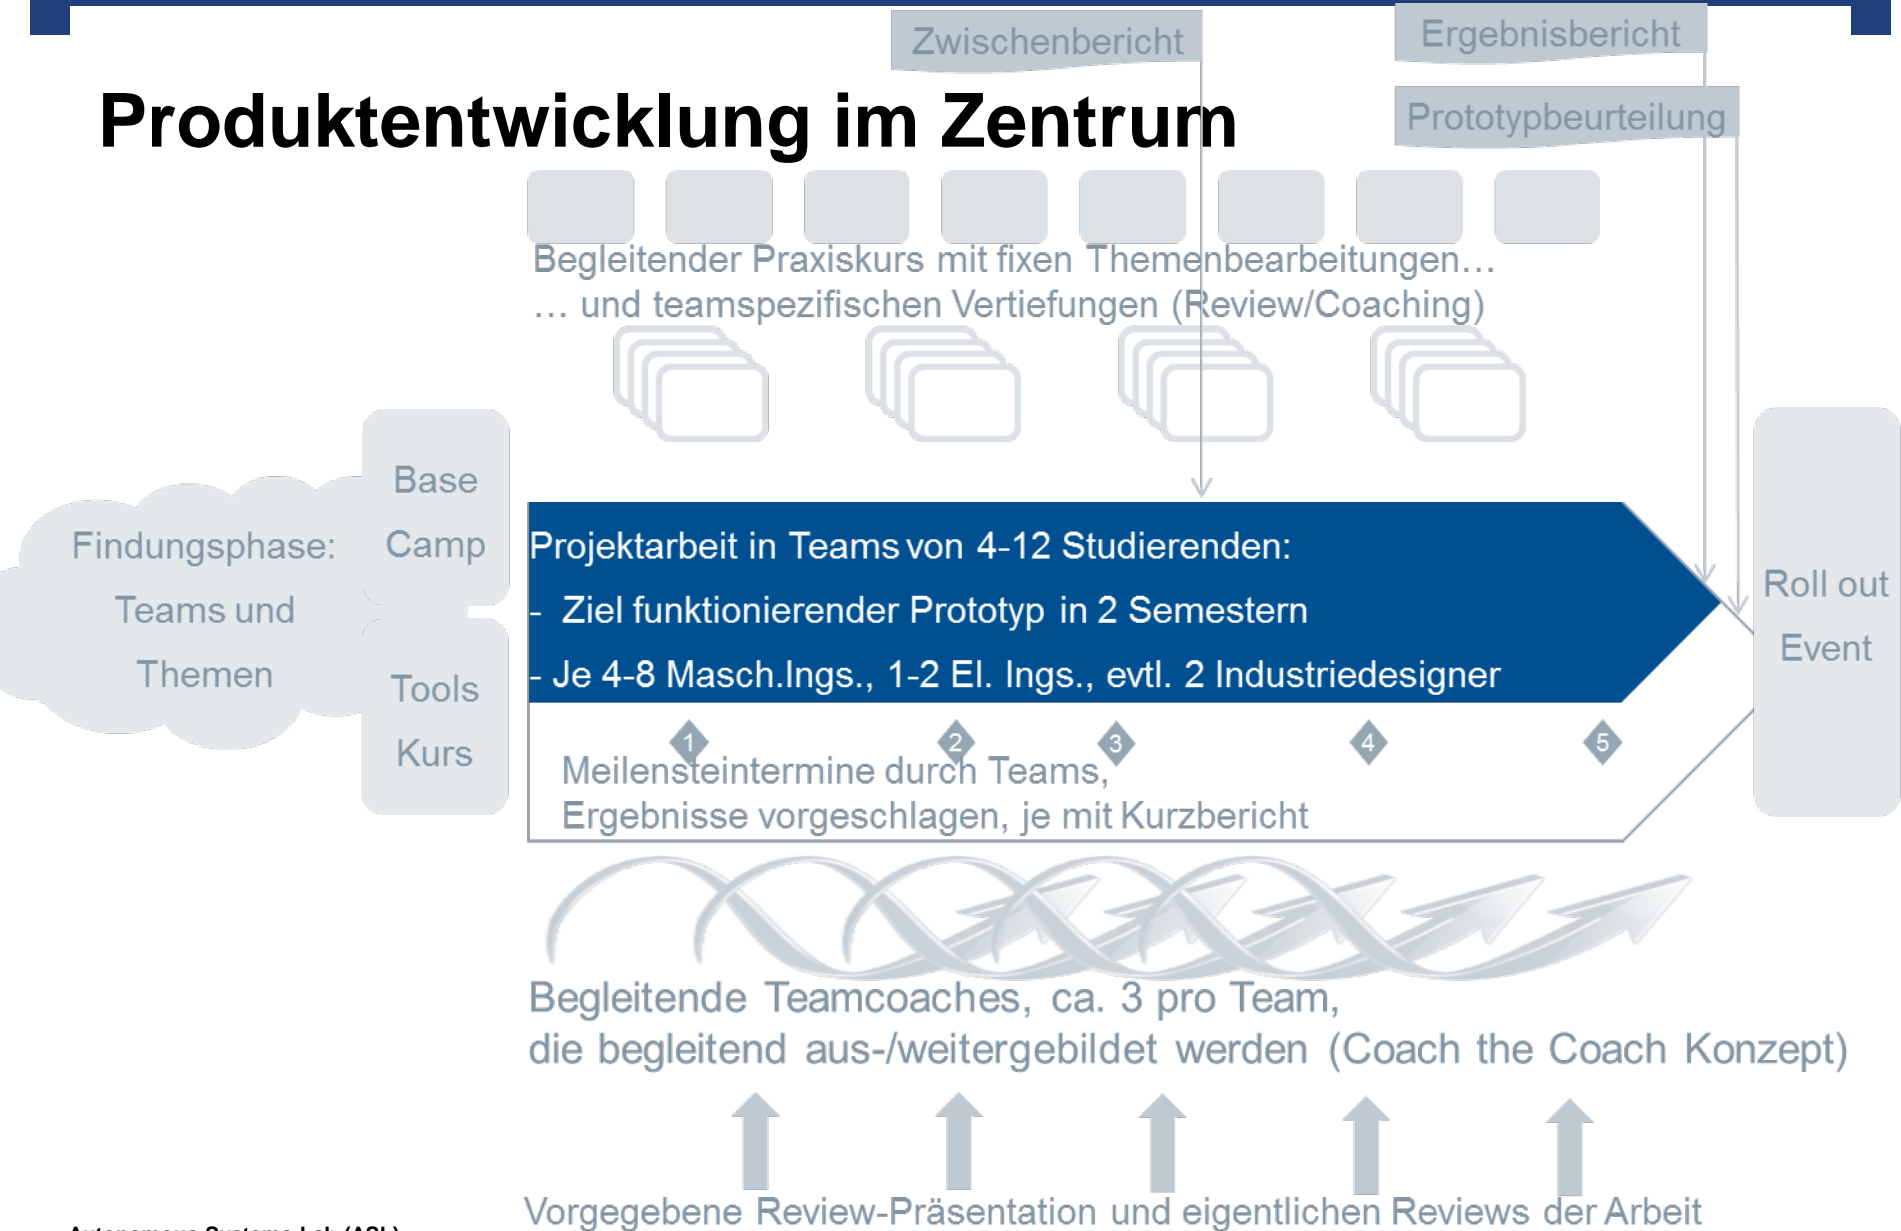 Zwischenbericht
Ergebnisbericht
Produktentwicklung im Zentrum
Prototypbeurteilung
Begleitender Praxiskurs mit fixen Themenbearbeitungen…
… und teamspezifischen Vertiefungen (Review/Coaching)
Base
Camp
Findungsphase:
Teams und
Themen
Tools
Kurs
Projektarbeit in Teams von 4-12 Studierenden:
- Ziel funktionierender Prototyp in 2 Semestern
- Je 4-8 Masch.Ings., 1-2 El. Ings., evtl. 2 Industriedesigner
Roll out
Event
1 2 3 4 5
Meilensteintermine durch Teams,
Ergebnisse vorgeschlagen, je mit Kurzbericht
Begleitende Teamcoaches, ca. 3 pro Team,
die begleitend aus-/weitergebildet werden (Coach the Coach Konzept)
Vorgegebene Review-Präsentation und eigentlichen Reviews der Arbeit
Autonomous Systems Lab (ASL)